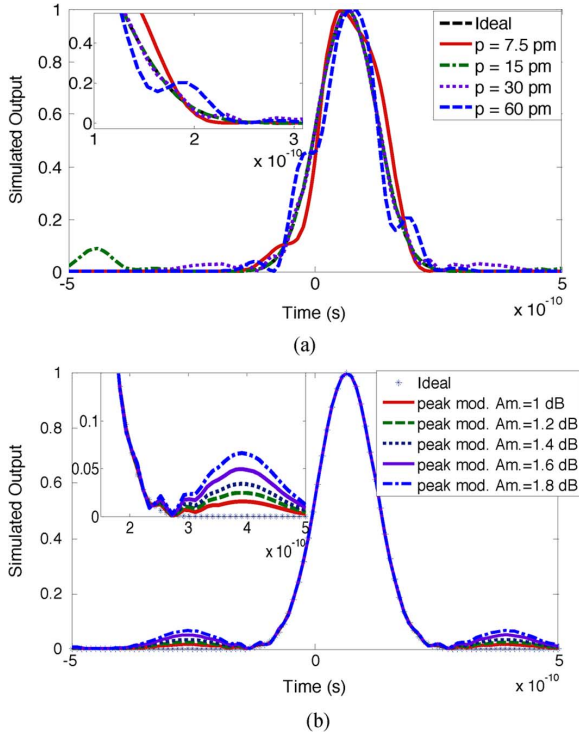 1
0.8
0.6
0.4
0.2
0
Simulated Output
0.4
0.2
0
1
2
3
x 10⁻¹⁰
Ideal
p = 7.5 pm
p = 15 pm
p = 30 pm
p = 60 pm
-5
0
5
Time (s)
x 10⁻¹⁰
(a)
1
0.8
0.6
0.4
0.2
0
Simulated Output
0.1
0.05
0
2
3
4
5
x 10⁻¹⁰
Ideal
peak mod. Am.=1 dB
peak mod. Am.=1.2 dB
peak mod. Am.=1.4 dB
peak mod. Am.=1.6 dB
peak mod. Am.=1.8 dB
-5
0
5
Time (s)
x 10⁻¹⁰
(b)